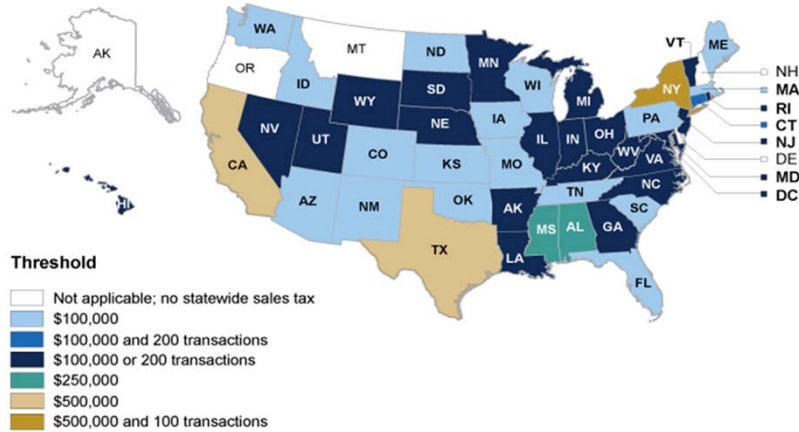 AK
WA
OR
MT
ID
ND
MN
VT
ME
NH
MA
RI
CT
NJ
DE
MD
DC
WY
SD
WI
MI
NY
PA
NV
UT
NE
IA
IL
IN
OH
WV
VA
CA
CO
KS
MO
KY
NC
AZ
NM
OK
AK
TN
SC
HI
TX
LA
MS
AL
GA
FL
Threshold
Not applicable; no statewide sales tax
$100,000
$100,000 and 200 transactions
$100,000 or 200 transactions
$250,000
$500,000
$500,000 and 100 transactions